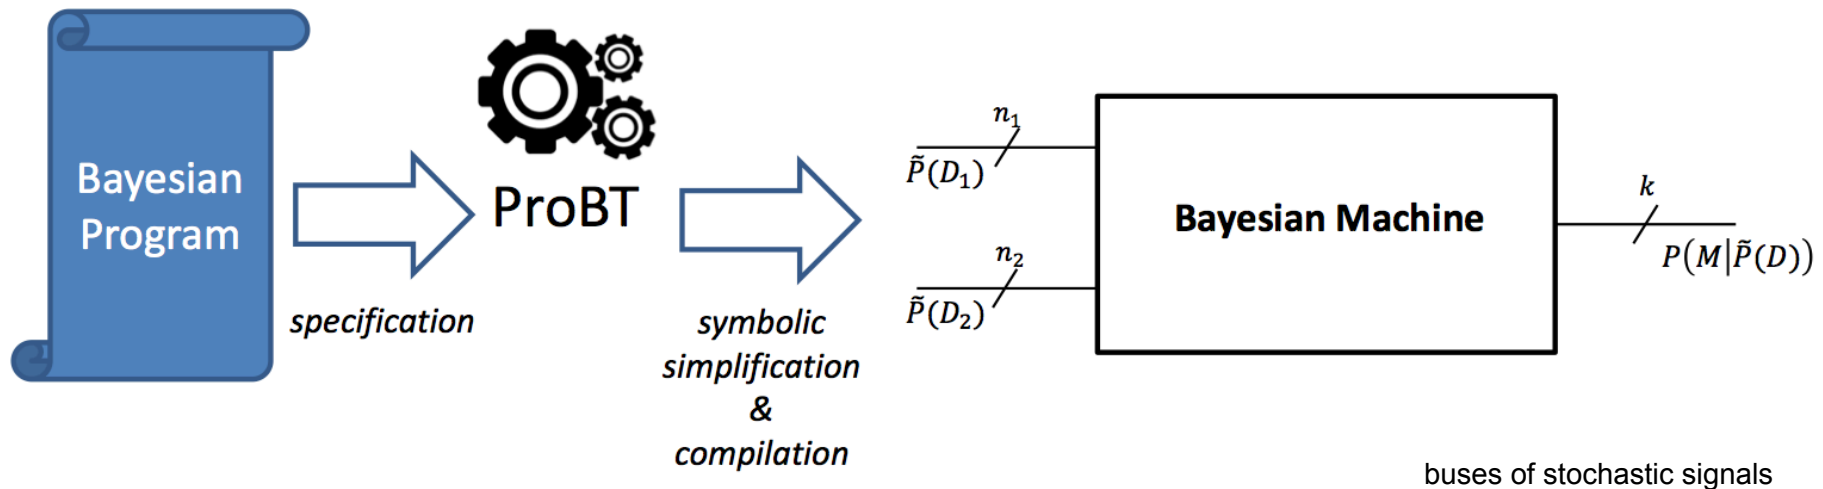 Bayesian
Program
specification
ProBT
symbolic
simplification
&
compilation
n₁
P̃(D₁)
n₂
P̃(D₂)
Bayesian Machine
k
P(M|P̃(D))
buses of stochastic signals